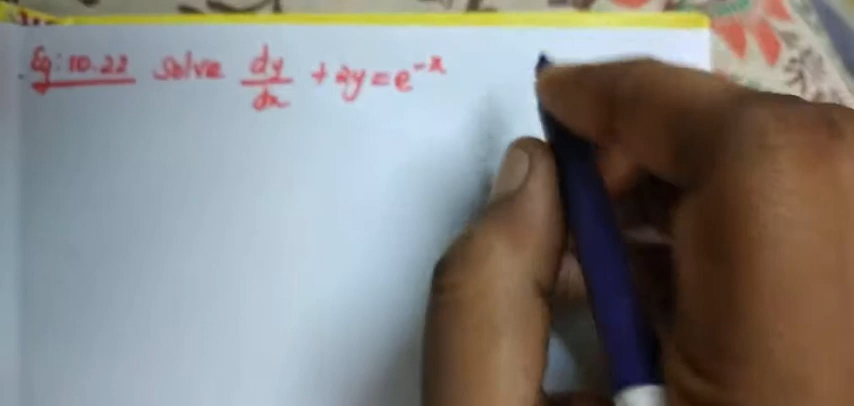 Eg: 10.22 solve dy/dx + 2y = e^-x